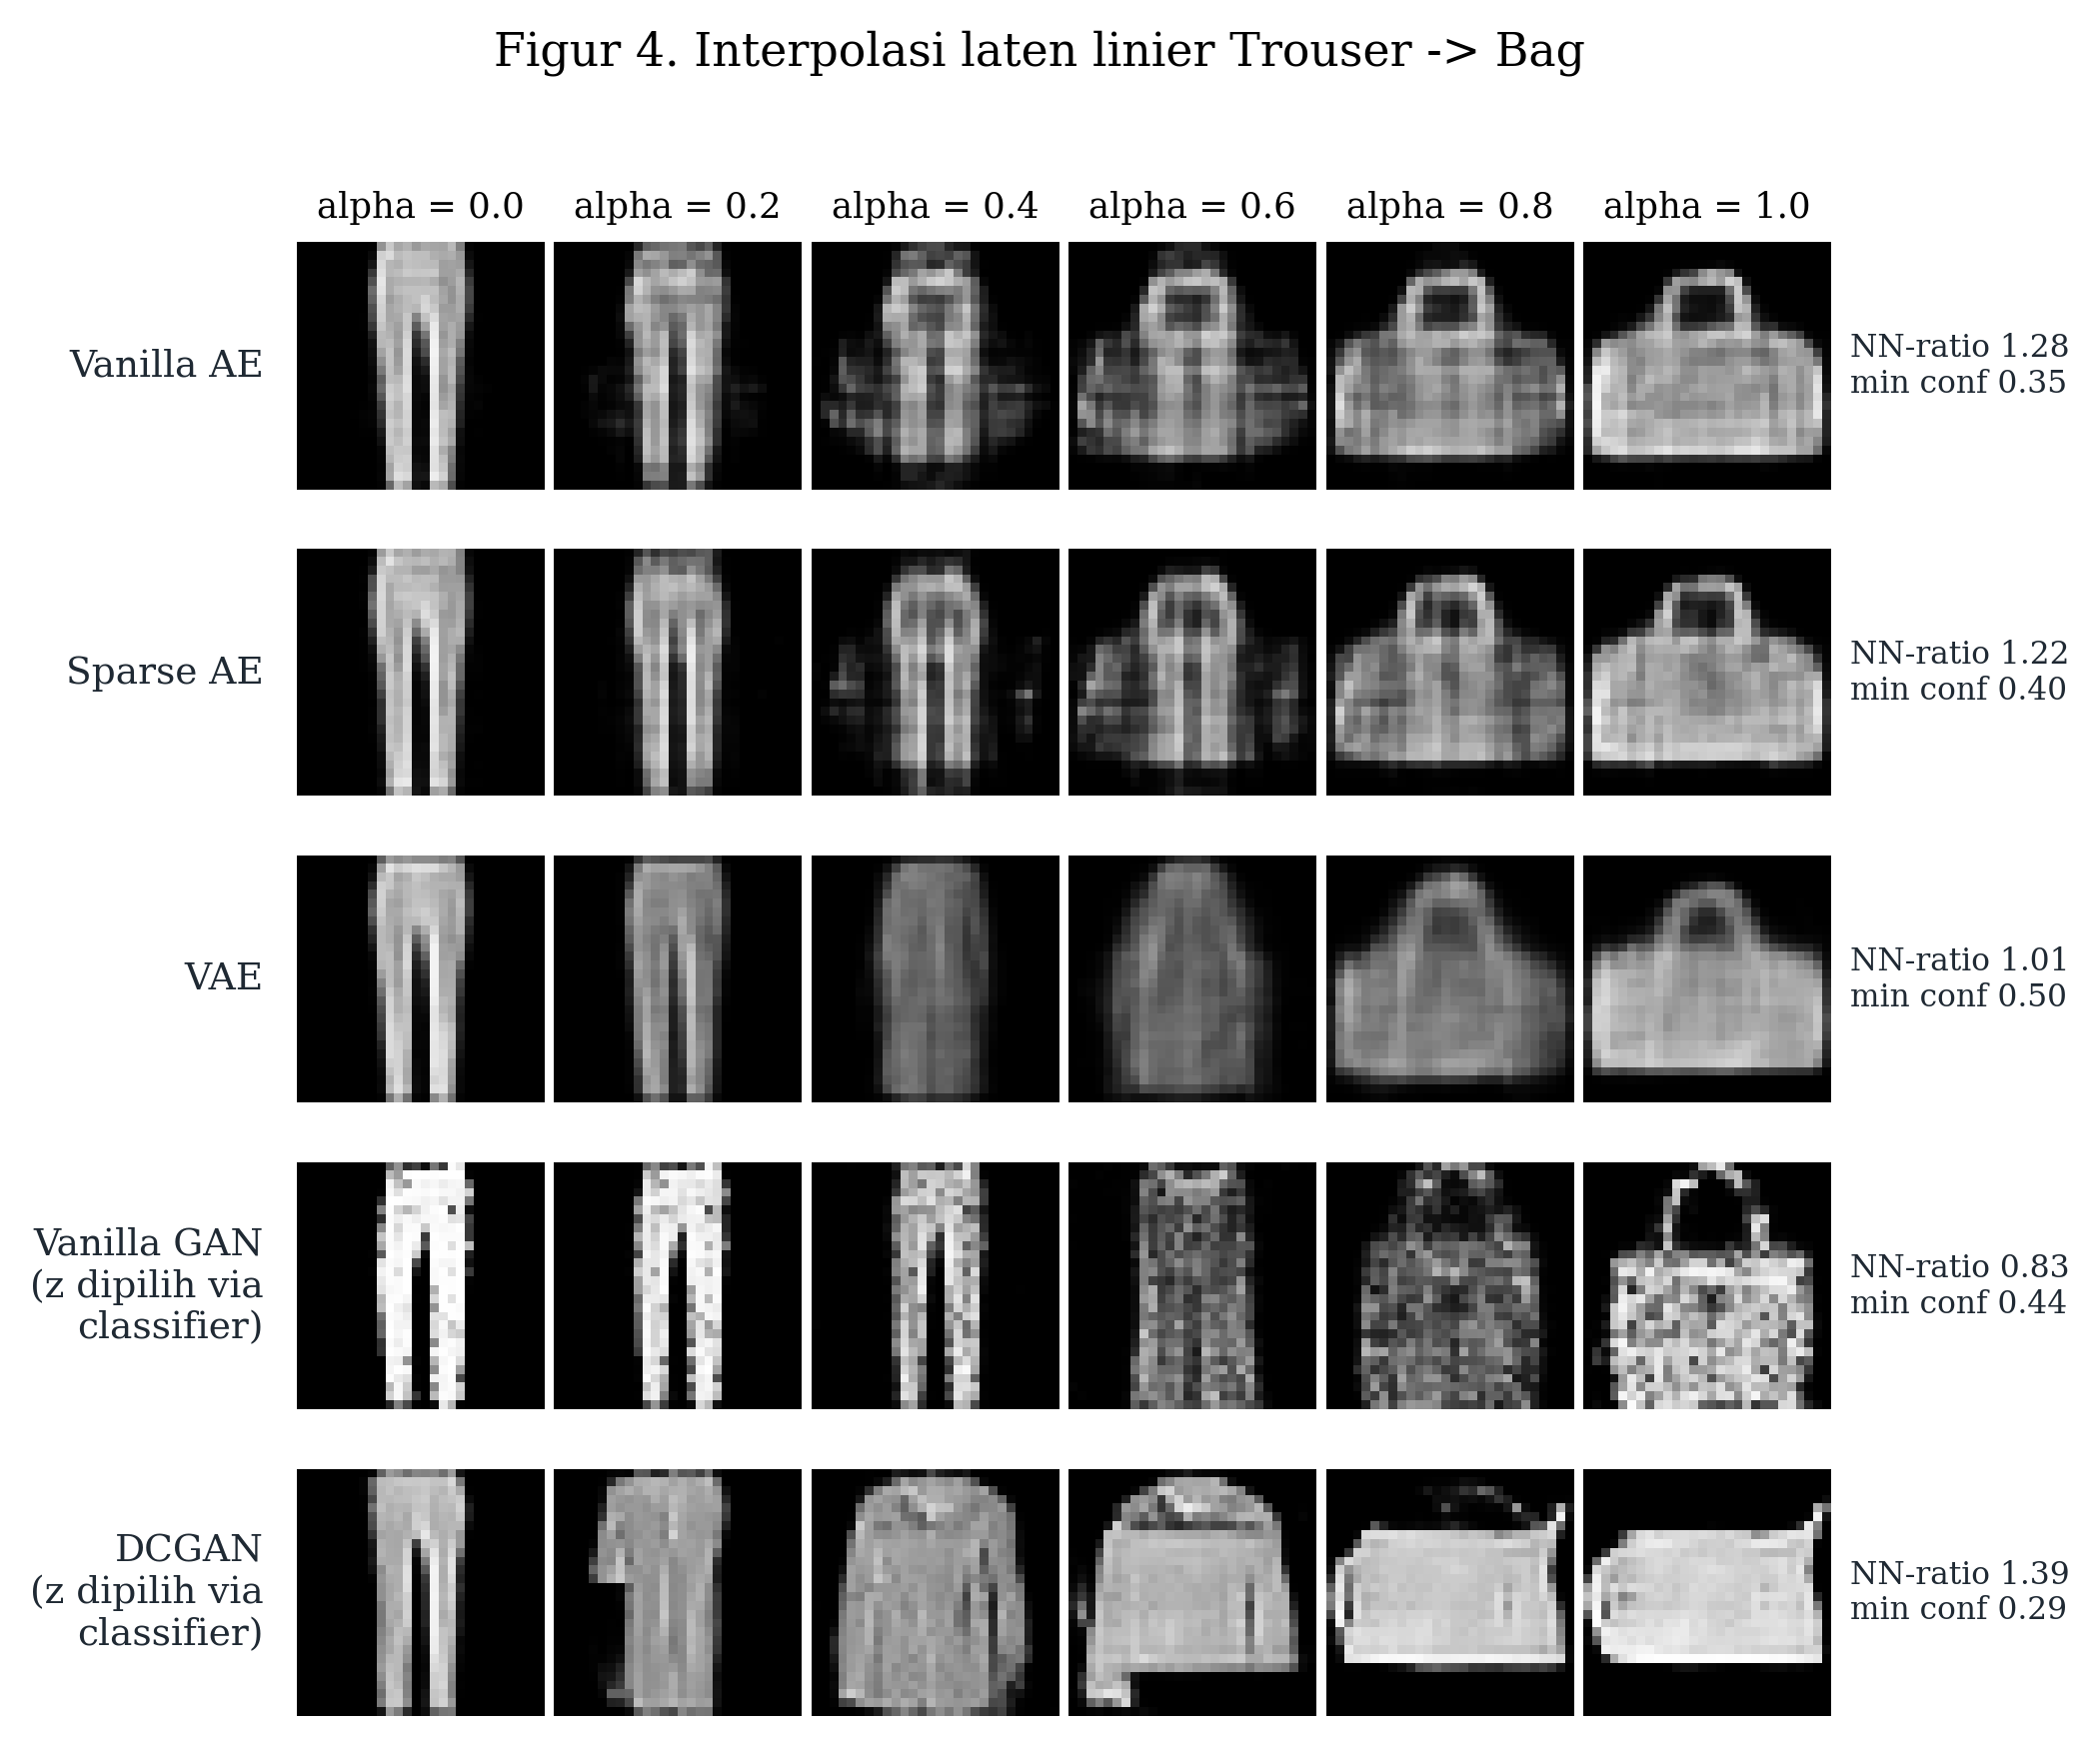 Figur 4. Interpolasi laten linier Trouser -> Bag
alpha = 0.0 alpha = 0.2 alpha = 0.4 alpha = 0.6 alpha = 0.8 alpha = 1.0
Vanilla AE
NN-ratio 1.28
min conf 0.35
Sparse AE
NN-ratio 1.22
min conf 0.40
VAE
NN-ratio 1.01
min conf 0.50
Vanilla GAN
(z dipilih via
classifier)
NN-ratio 0.83
min conf 0.44
DCGAN
(z dipilih via
classifier)
NN-ratio 1.39
min conf 0.29